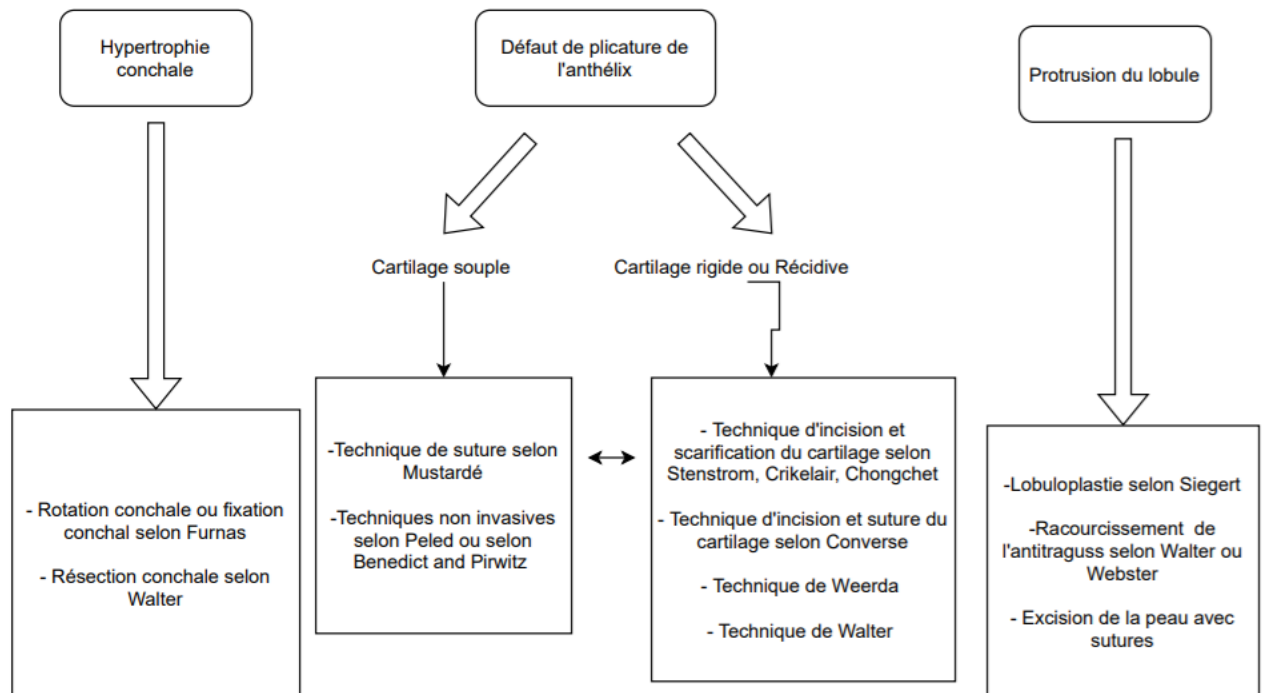 Hypertrophie
conchale
Défaut de plicature de
l'anthélix
Protrusion du lobule
Cartilage souple
Cartilage rigide ou Récidive
- Rotation conchale ou fixation
conchal selon Furnas
- Résection conchale selon
Walter
-Technique de suture selon
Mustardé
-Techniques non invasives
selon Peled ou selon
Benedict and Pirwitz
- Technique d'incision et
scarification du cartilage selon
Stenstrom, Crikelair, Chongchet
- Technique d'incision et suture du
cartilage selon Converse
- Technique de Weerda
- Technique de Walter
-Lobuloplastie selon Siegert
-Racourcissement de
l'antitraguss selon Walter ou
Webster
- Excision de la peau avec
sutures